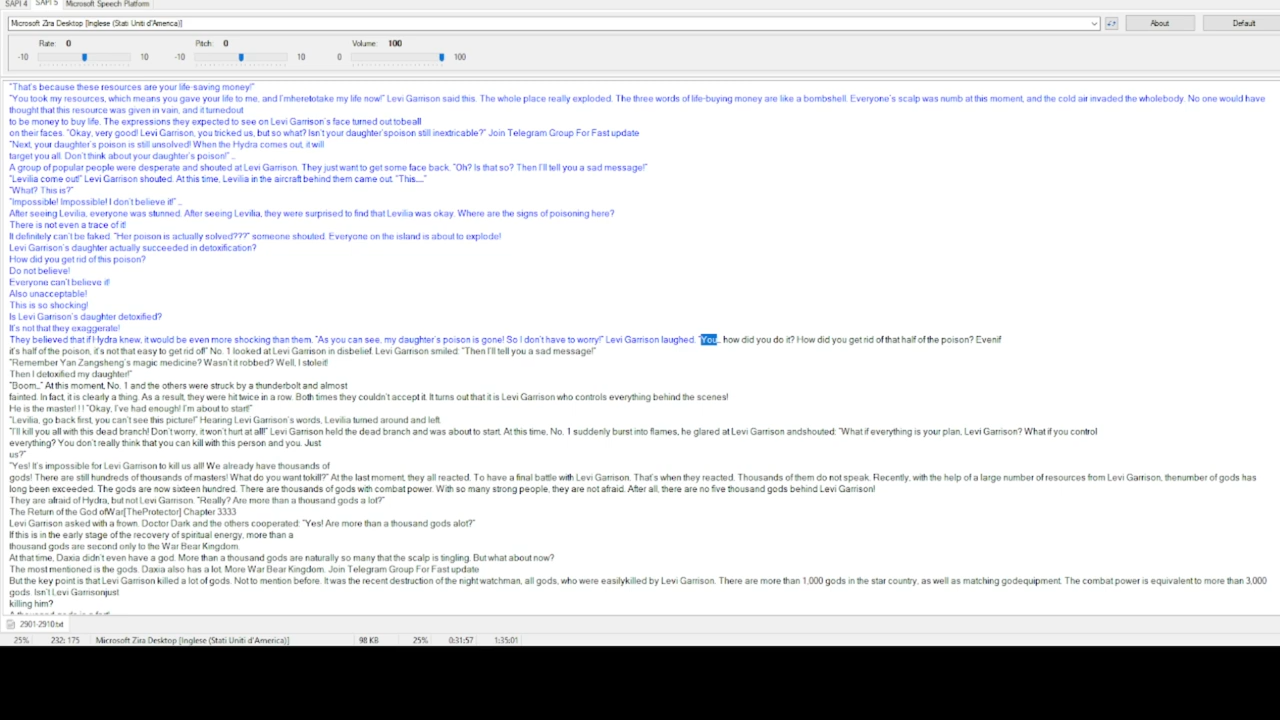 SAPI 4 SAPI 5 Microsoft Speech Platform
Microsoft Zira Desktop [Inglese (Stati Uniti d'America)] About Default
Rate: 0 Pitch: 0 Volume: 100
-10 10 -10 10 0 100
"That's because these resources are your life-saving money!"
"You took my resources, which means you gave your life to me, and I'mheretotake my life now!" Levi Garrison said this. The whole place really exploded. The three words of life-buying money are like a bombshell. Everyone's scalp was numb at this moment, and the cold air invaded the wholebody. No one would have
thought that this resource was given in vain, and it turnedout
to be money to buy life. The expressions they expected to see on Levi Garrison's face turned out tobeall
on their faces. "Okay, very good! Levi Garrison, you tricked us, but so what? Isn't your daughter'spoison still inextricable?" Join Telegram Group For Fast update
"Next, your daughter's poison is still unsolved! When the Hydra comes out, it will
target you all. Don't think about your daughter's poison!" ..
A group of popular people were desperate and shouted at Levi Garrison. They just want to get some face back. "Oh? Is that so? Then I'll tell you a sad message!"
"Levilia come out!" Levi Garrison shouted. At this time, Levilia in the aircraft behind them came out. "This...."
"What? This is?"
"Impossible! Impossible! I don't believe it!" ..
After seeing Levilia, everyone was stunned. After seeing Levilia, they were surprised to find that Levilia was okay. Where are the signs of poisoning here?
There is not even a trace of it!
It definitely can't be faked. "Her poison is actually solved???" someone shouted. Everyone on the island is about to explode!
Levi Garrison's daughter actually succeeded in detoxification?
How did you get rid of this poison?
Do not believe!
Everyone can't believe it!
Also unacceptable!
This is so shocking!
Is Levi Garrison's daughter detoxified?
It's not that they exaggerate!
They believed that if Hydra knew, it would be even more shocking than them. "As you can see, my daughter's poison is gone! So I don't have to worry!" Levi Garrison laughed. "You.. how did you do it? How did you get rid of that half of the poison? Evenif
it's half of the poison, it's not that easy to get rid of!" No. 1 looked at Levi Garrison in disbelief. Levi Garrison smiled: "Then I'll tell you a sad message!"
"Remember Yan Zangsheng's magic medicine? Wasn't it robbed? Well, I stoleit!
Then I detoxified my daughter!"
"Boom..." At this moment, No. 1 and the others were struck by a thunderbolt and almost
fainted. In fact, it is clearly a thing. As a result, they were hit twice in a row. Both times they couldn't accept it. It turns out that it is Levi Garrison who controls everything behind the scenes!
He is the master! ! ! "Okay, I've had enough! I'm about to start!"
"Levilia, go back first, you can't see this picture!" Hearing Levi Garrison's words, Levilia turned around and left.
"I'll kill you all with this dead branch! Don't worry, it won't hurt at all!" Levi Garrison held the dead branch and was about to start. At this time, No. 1 suddenly burst into flames, he glared at Levi Garrison andshouted: "What if everything is your plan, Levi Garrison? What if you control
everything? You don't really think that you can kill with this person and you. Just
us?"
"Yes! It's impossible for Levi Garrison to kill us all! We already have thousands of
gods! There are still hundreds of thousands of masters! What do you want tokill?" At the last moment, they all reacted. To have a final battle with Levi Garrison. That's when they reacted. Thousands of them do not speak. Recently, with the help of a large number of resources from Levi Garrison, thenumber of gods has
long been exceeded. The gods are now sixteen hundred. There are thousands of gods with combat power. With so many strong people, they are not afraid. After all, there are no five thousand gods behind Levi Garrison!
They are afraid of Hydra, but not Levi Garrison. "Really? Are more than a thousand gods a lot?"
The Return of the God ofWar[TheProtector] Chapter 3333
Levi Garrison asked with a frown. Doctor Dark and the others cooperated: "Yes! Are more than a thousand gods alot?"
If this is in the early stage of the recovery of spiritual energy, more than a
thousand gods are second only to the War Bear Kingdom.
At that time, Daxia didn't even have a god. More than a thousand gods are naturally so many that the scalp is tingling. But what about now?
The most mentioned is the gods. Daxia also has a lot. More War Bear Kingdom. Join Telegram Group For Fast update
But the key point is that Levi Garrison killed a lot of gods. Not to mention before. It was the recent destruction of the night watchman, all gods, who were easilykilled by Levi Garrison. There are more than 1,000 gods in the star country, as well as matching godequipment. The combat power is equivalent to more than 3,000
gods. Isn't Levi Garrisonjust
killing him?
2901-2910.txt
25% 232; 175 Microsoft Zira Desktop [Inglese (Stati Uniti d'America)] 98 KB 25% 0:31:57 1:35:01